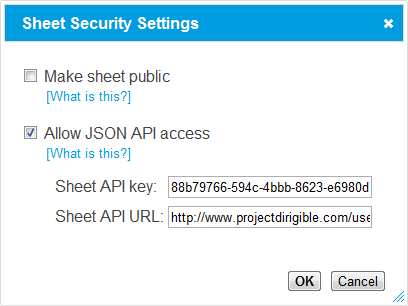 Sheet Security Settings
Make sheet public
[What is this?]
Allow JSON API access
[What is this?]
Sheet API key: 88b79766-594c-4bbb-8623-e6980d
Sheet API URL: http://www.projectdirigible.com/use
OK Cancel